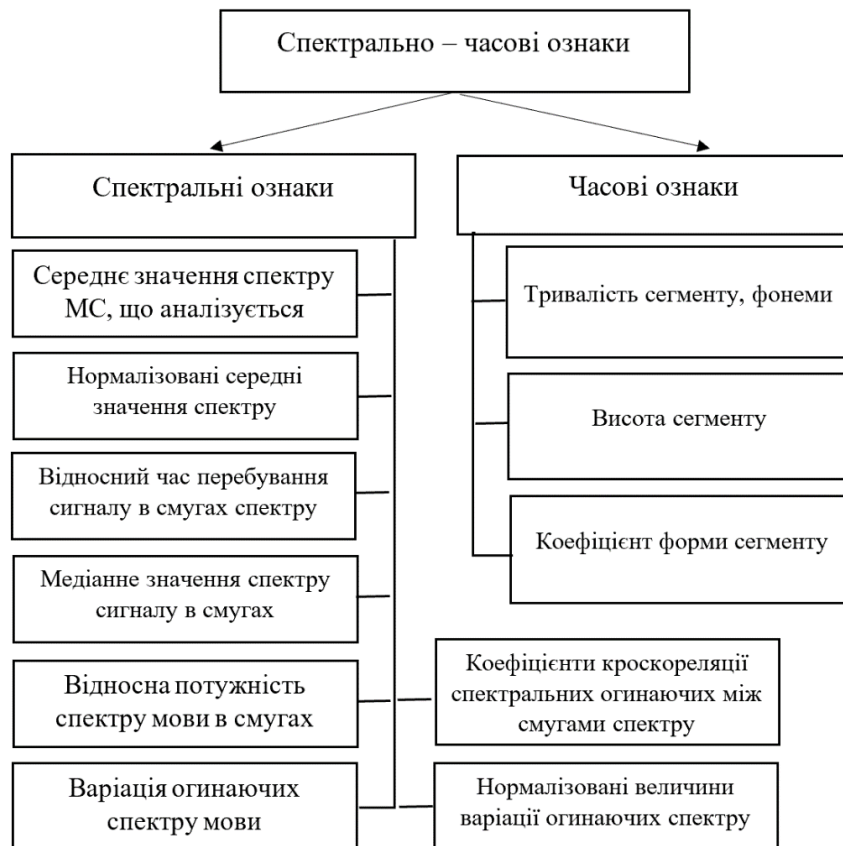 Спектрально – часові ознаки
Спектральні ознаки
Часові ознаки
Середнє значення спектру
МС, що аналізується
Тривалість сегменту, фонеми
Нормалізовані середні
значення спектру
Висота сегменту
Відносний час перебування
сигналу в смугах спектру
Коефіцієнт форми сегменту
Медіанне значення спектру
сигналу в смугах
Відносна потужність
спектру мови в смугах
Коефіцієнти кроскореляції
спектральних огинаючих між
смугами спектру
Варіація огинаючих
спектру мови
Нормалізовані величини
варіації огинаючих спектру